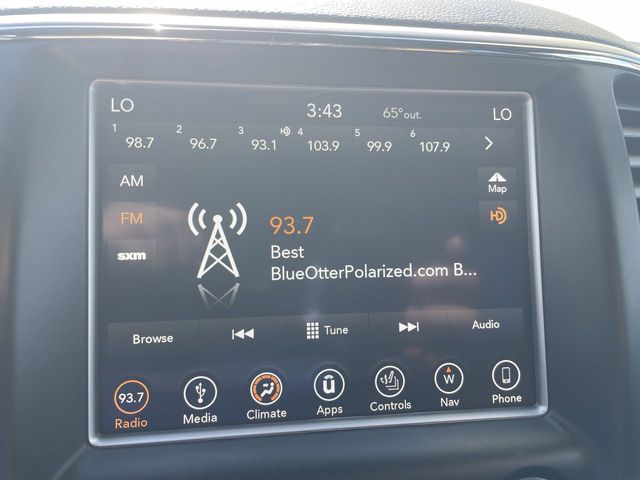 LO 3:43 65°out. LO
1 98.7 2 96.7 3 93.1 HD 4 103.9 5 99.9 6 107.9
AM
Map
FM
HD
93.7
sxm
Best
BlueOtterPolarized.com B...
Browse Tune Audio
93.7 W
Radio Media Climate Apps Controls Nav Phone